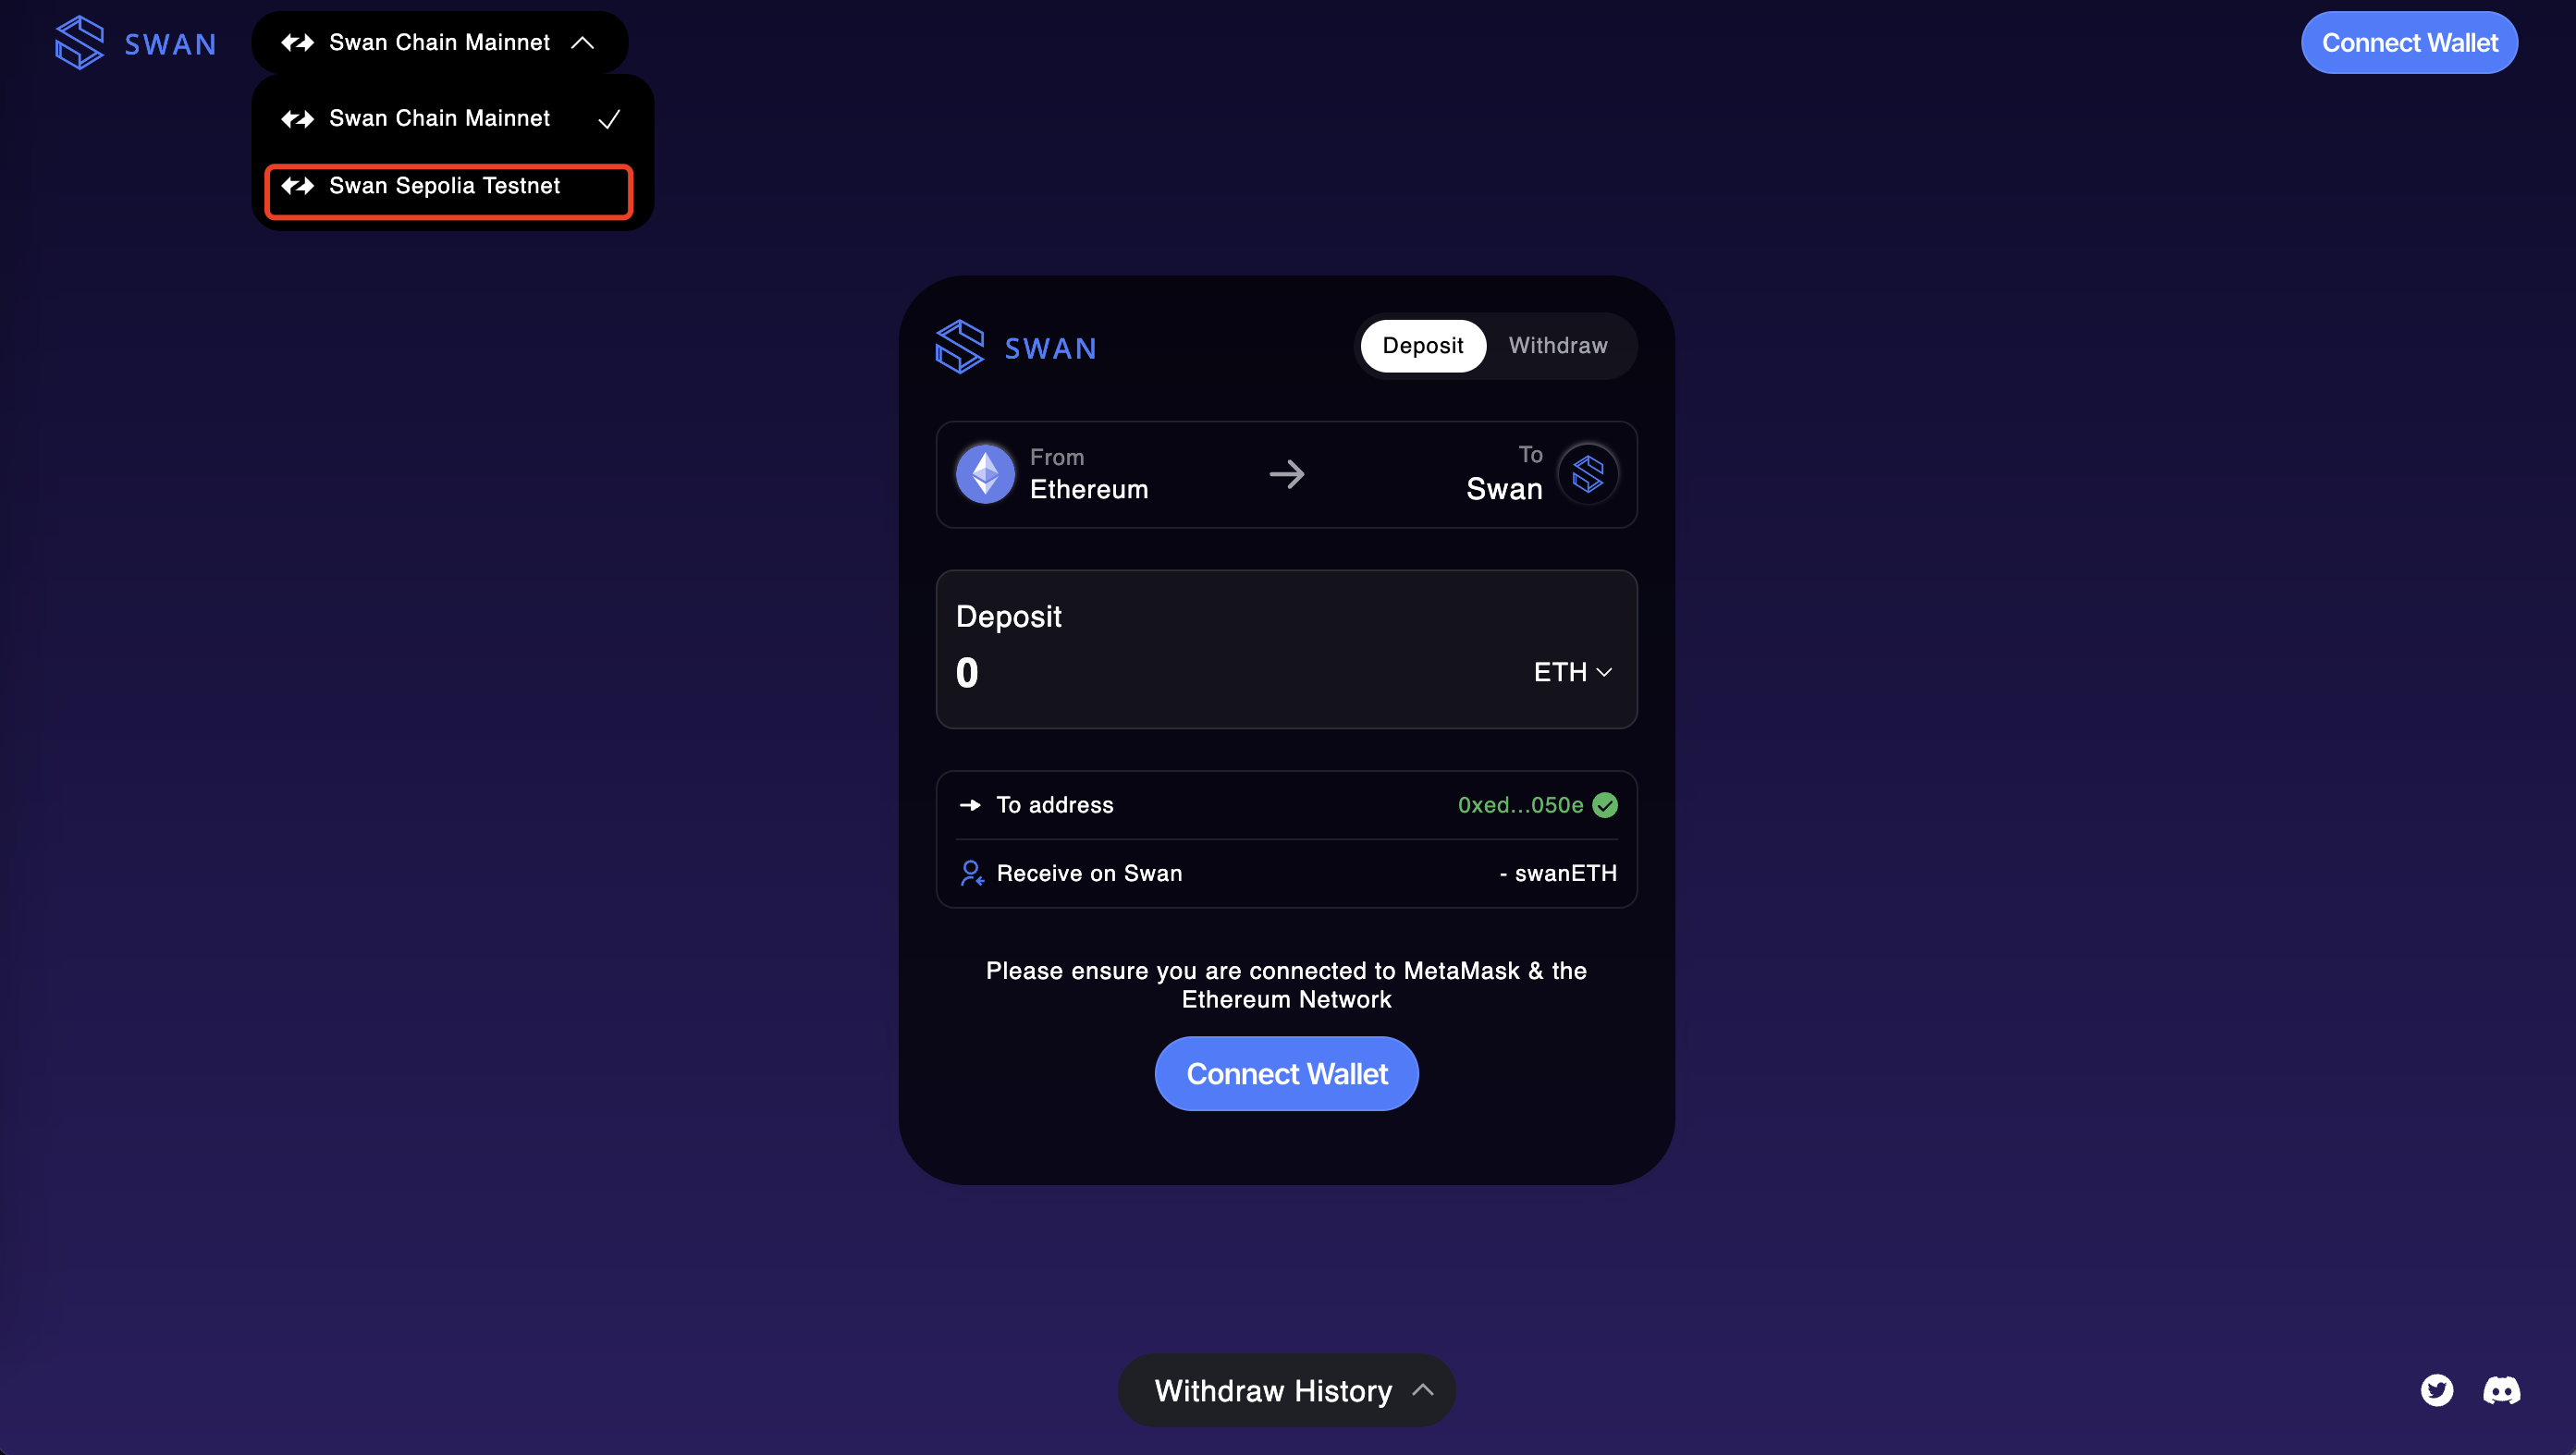 SWAN
Swan Chain Mainnet
Connect Wallet
Swan Chain Mainnet
Swan Sepolia Testnet
SWAN
Deposit Withdraw
From
Ethereum
To
Swan
Deposit
0
ETH
To address 0xed...050e
Receive on Swan - swanETH
Please ensure you are connected to MetaMask & the
Ethereum Network
Connect Wallet
Withdraw History